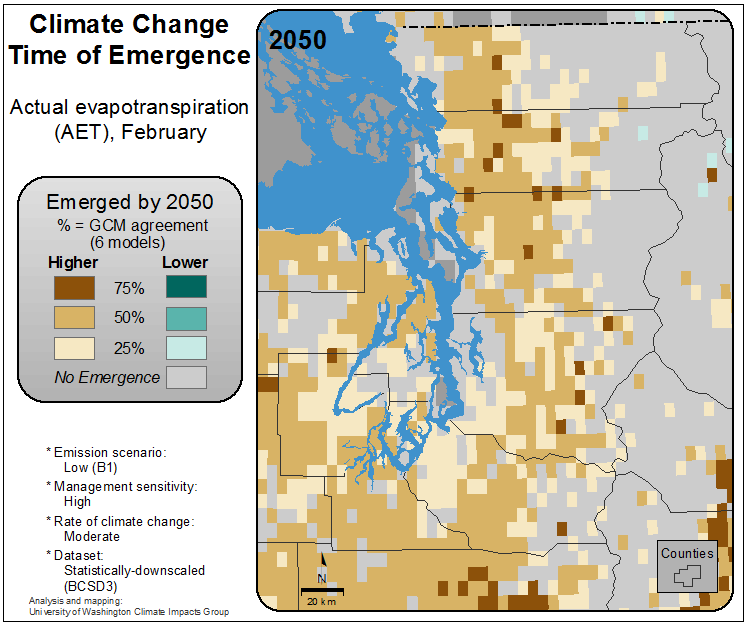 Climate Change
Time of Emergence
Actual evapotranspiration
(AET), February
Emerged by 2050
% = GCM agreement
(6 models)
Higher Lower
75%
50%
25%
No Emergence
* Emission scenario:
Low (B1)
* Management sensitivity:
High
* Rate of climate change:
Moderate
* Dataset:
Statistically-downscaled
(BCSD3)
Analysis and mapping:
University of Washington Climate Impacts Group
2050
N
20 km
Counties